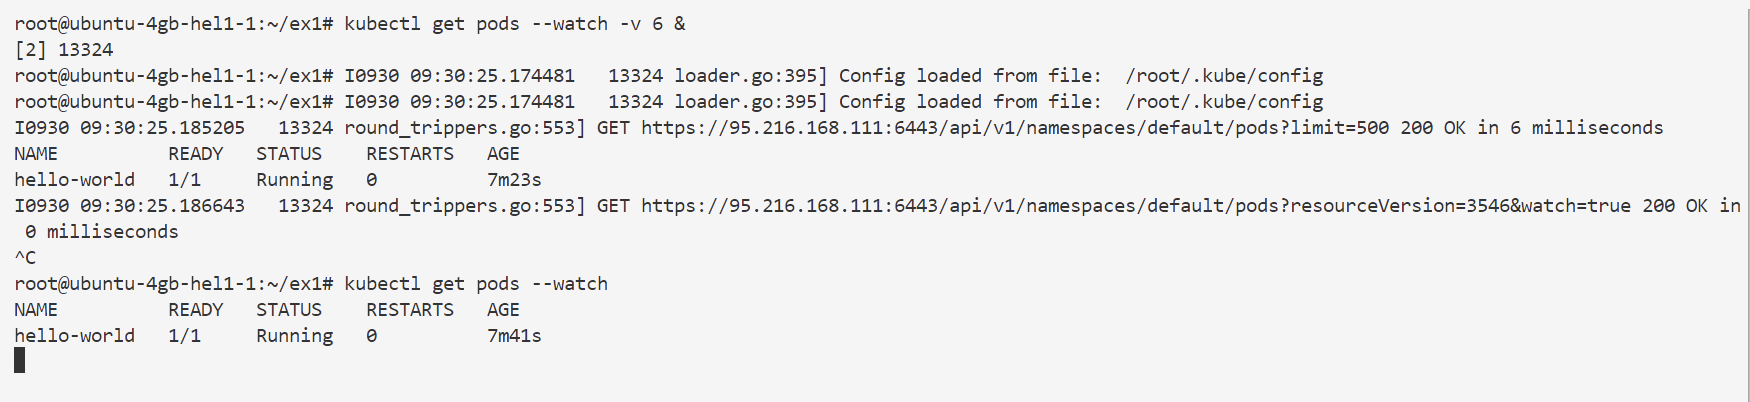 root@ubuntu-4gb-hel1-1:~/ex1# kubectl get pods --watch -v 6 &
[2] 13324
root@ubuntu-4gb-hel1-1:~/ex1# I0930 09:30:25.174481   13324 loader.go:395] Config loaded from file:  /root/.kube/config
root@ubuntu-4gb-hel1-1:~/ex1# I0930 09:30:25.174481   13324 loader.go:395] Config loaded from file:  /root/.kube/config
I0930 09:30:25.185205   13324 round_trippers.go:553] GET https://95.216.168.111:6443/api/v1/namespaces/default/pods?limit=500 200 OK in 6 milliseconds
NAME          READY   STATUS    RESTARTS   AGE
hello-world   1/1     Running   0          7m23s
I0930 09:30:25.186643   13324 round_trippers.go:553] GET https://95.216.168.111:6443/api/v1/namespaces/default/pods?resourceVersion=3546&watch=true 200 OK in
 0 milliseconds
^C
root@ubuntu-4gb-hel1-1:~/ex1# kubectl get pods --watch
NAME          READY   STATUS    RESTARTS   AGE
hello-world   1/1     Running   0          7m41s